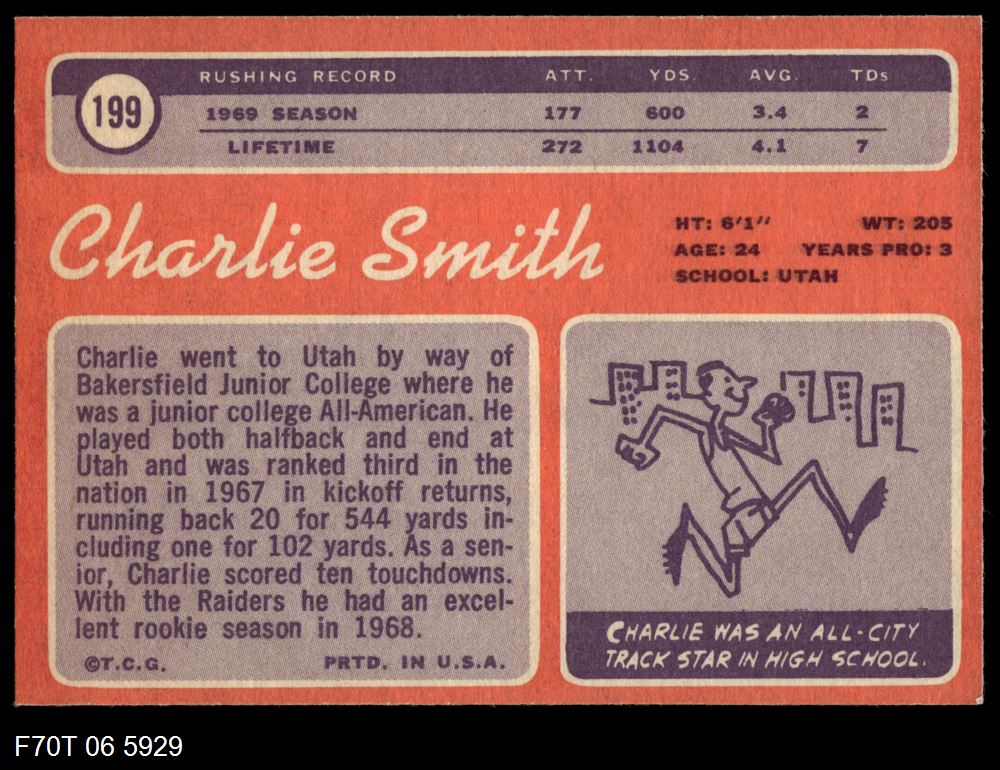 199
RUSHING RECORD ATT. YDS. AVG. TDs
1969 SEASON 177 600 3.4 2
LIFETIME 272 1104 4.1 7
Charlie Smith
HT: 6'1" WT: 205
AGE: 24 YEARS PRO: 3
SCHOOL: UTAH
Charlie went to Utah by way of
Bakersfield Junior College where he
was a junior college All-American. He
played both halfback and end at
Utah and was ranked third in the
nation in 1967 in kickoff returns,
running back 20 for 544 yards in-
cluding one for 102 yards. As a sen-
ior, Charlie scored ten touchdowns.
With the Raiders he had an excel-
lent rookie season in 1968.
©T.C.G. PRTD. IN U.S.A.
CHARLIE WAS AN ALL-CITY
TRACK STAR IN HIGH SCHOOL.
F70T 06 5929